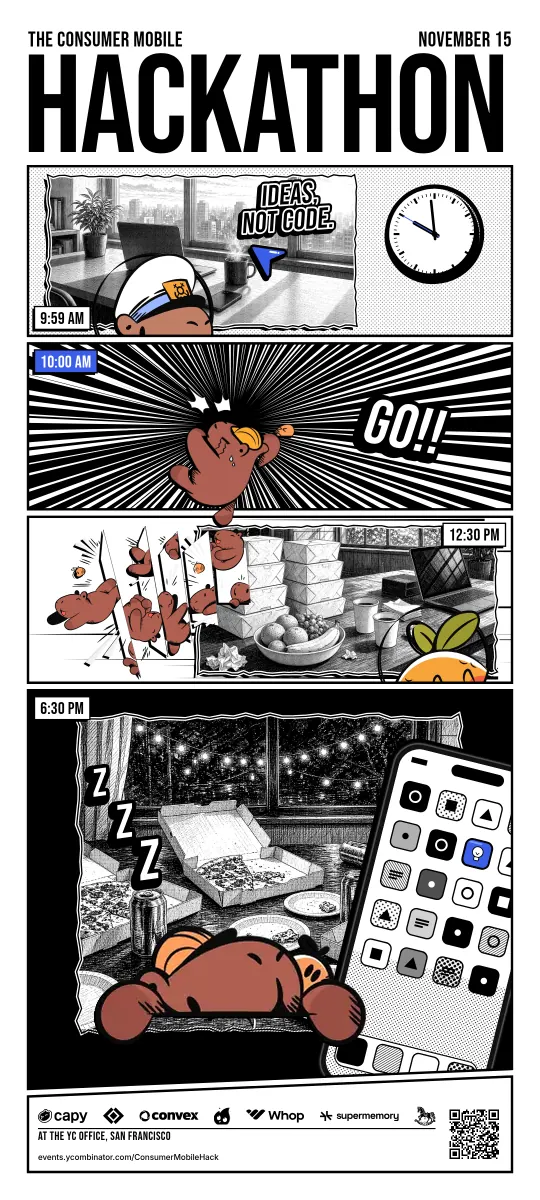 THE CONSUMER MOBILE
NOVEMBER 15
HACKATHON
IDEAS,
NOT CODE.
9:59 AM
10:00 AM
GO!!
12:30 PM
6:30 PM
Z
Z
Z
capy
convex
Whop
supermemory
AT THE YC OFFICE, SAN FRANCISCO
events.ycombinator.com/ConsumerMobileHack